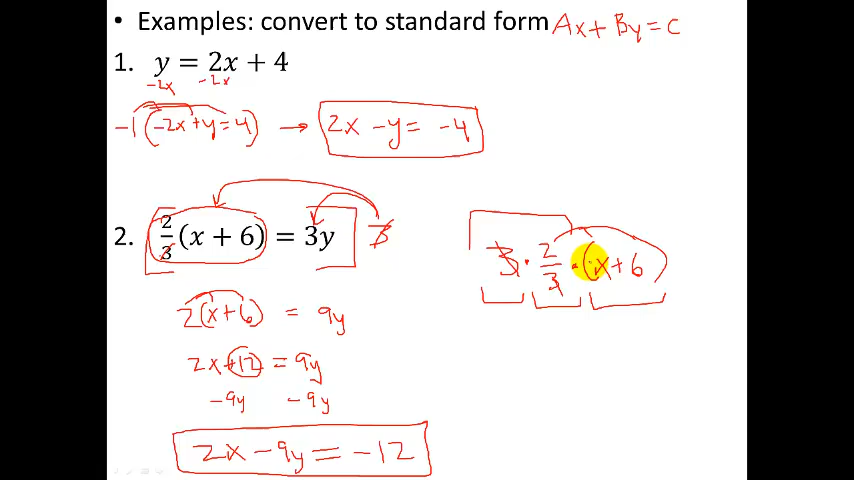 • Examples: convert to standard form Ax + By = C
1. y = 2x + 4
-2x -2x
-1(-2x + y = 4) → 2x - y = -4
2. 2/3 (x + 6) = 3y 3
3 · 2/3 · (x + 6)
2(x + 6) = 9y
2x + 12 = 9y
-9y -9y
2x - 9y = -12